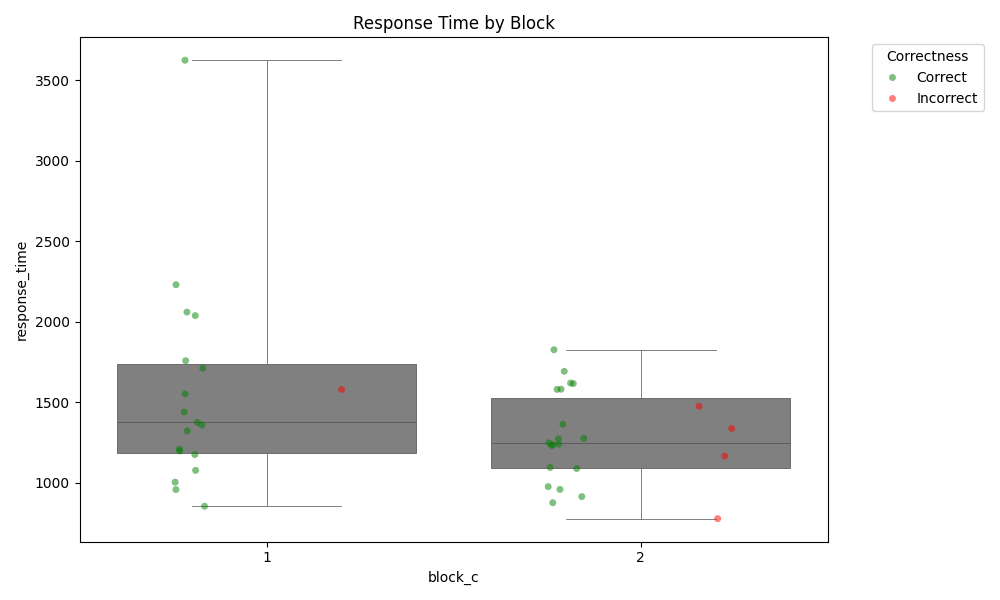 Response Time by Block
Correctness
Correct
Incorrect
3500
3000
2500
2000
1500
1000
response_time
1
2
block_c